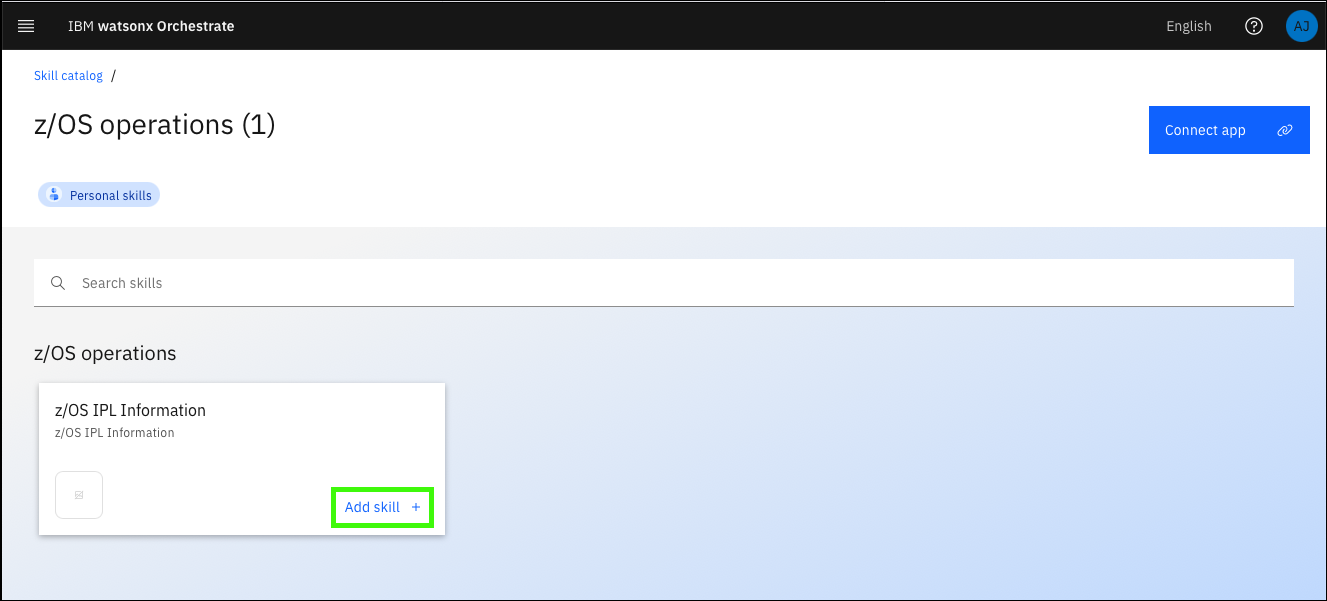 IBM watsonx Orchestrate
English
AJ
Skill catalog /
z/OS operations (1)
Connect app
Personal skills
Search skills
z/OS operations
z/OS IPL Information
z/OS IPL Information
Add skill +